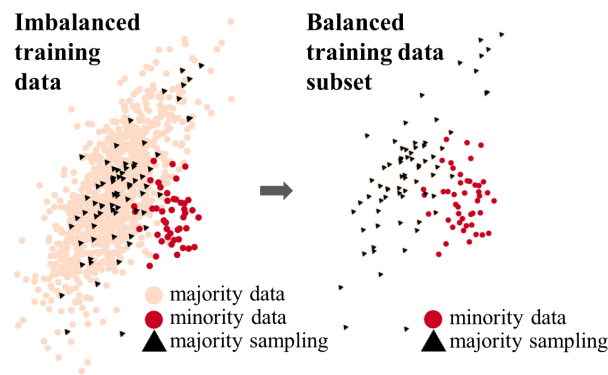 Imbalanced
training
data
Balanced
training data
subset
majority data
minority data
majority sampling
minority data
majority sampling